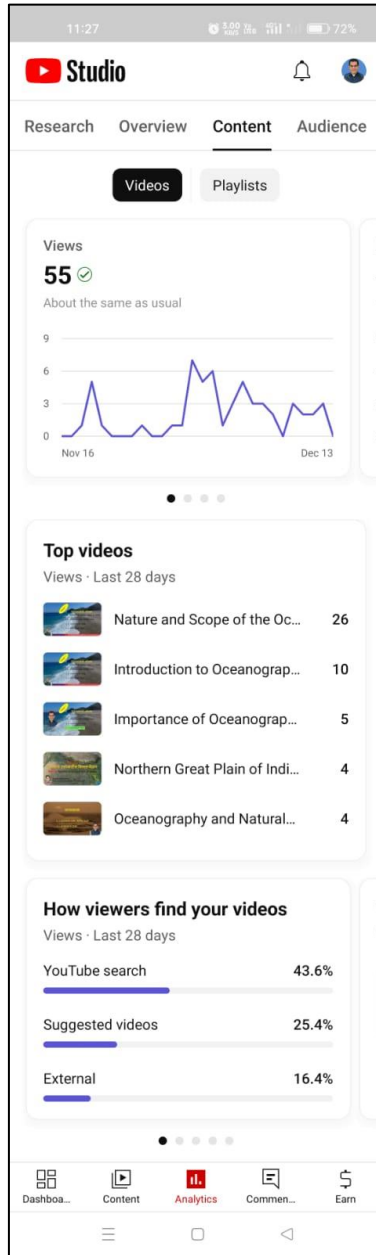 11:27
3.00 KB/S
72%
Studio
Research Overview Content Audience
Videos Playlists
Views
55
About the same as usual
9
6
3
0
Nov 16 Dec 13
Top videos
Views · Last 28 days
Nature and Scope of the Oc... 26
Introduction to Oceanograp... 10
Importance of Oceanograp... 5
Northern Great Plain of Indi... 4
Oceanography and Natural... 4
How viewers find your videos
Views · Last 28 days
YouTube search 43.6%
Suggested videos 25.4%
External 16.4%
Dashboa... Content Analytics Commen... Earn